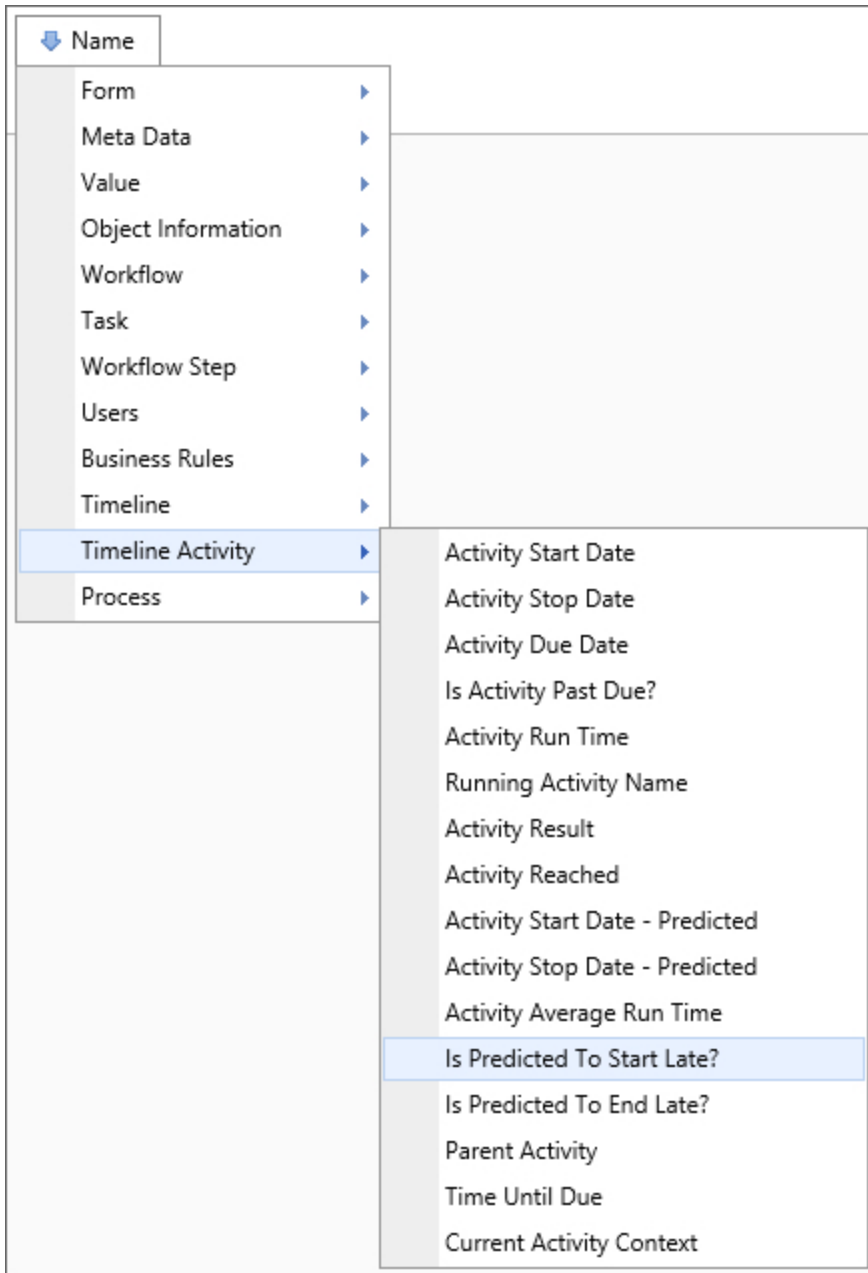 Name
Form
Meta Data
Value
Object Information
Workflow
Task
Workflow Step
Users
Business Rules
Timeline
Timeline Activity
Process
Activity Start Date
Activity Stop Date
Activity Due Date
Is Activity Past Due?
Activity Run Time
Running Activity Name
Activity Result
Activity Reached
Activity Start Date - Predicted
Activity Stop Date - Predicted
Activity Average Run Time
Is Predicted To Start Late?
Is Predicted To End Late?
Parent Activity
Time Until Due
Current Activity Context